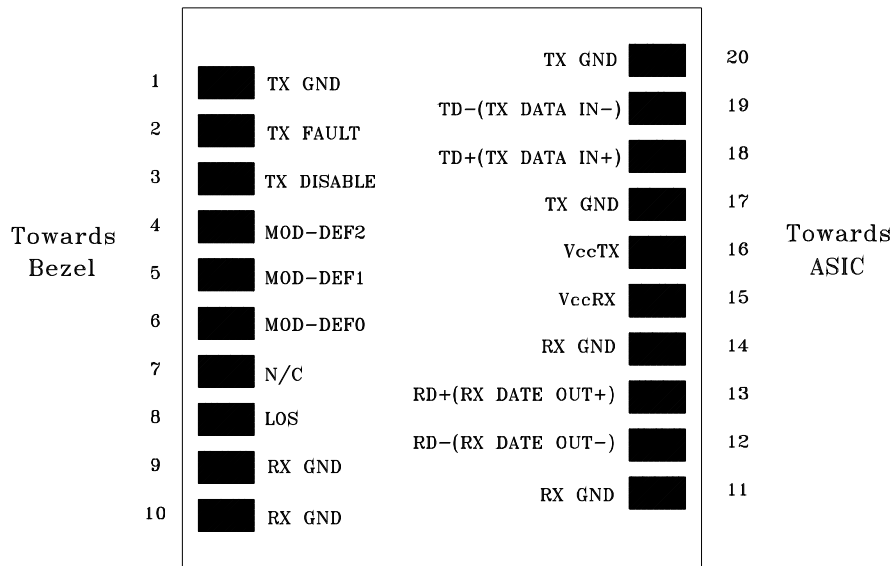 Towards
Bezel
1 TX GND
2 TX FAULT
3 TX DISABLE
4 MOD-DEF2
5 MOD-DEF1
6 MOD-DEF0
7 N/C
8 LOS
9 RX GND
10 RX GND
TX GND 20
TD-(TX DATA IN-) 19
TD+(TX DATA IN+) 18
TX GND 17
VccTX 16
VccRX 15
RX GND 14
RD+(RX DATE OUT+) 13
RD-(RX DATE OUT-) 12
RX GND 11
Towards
ASIC